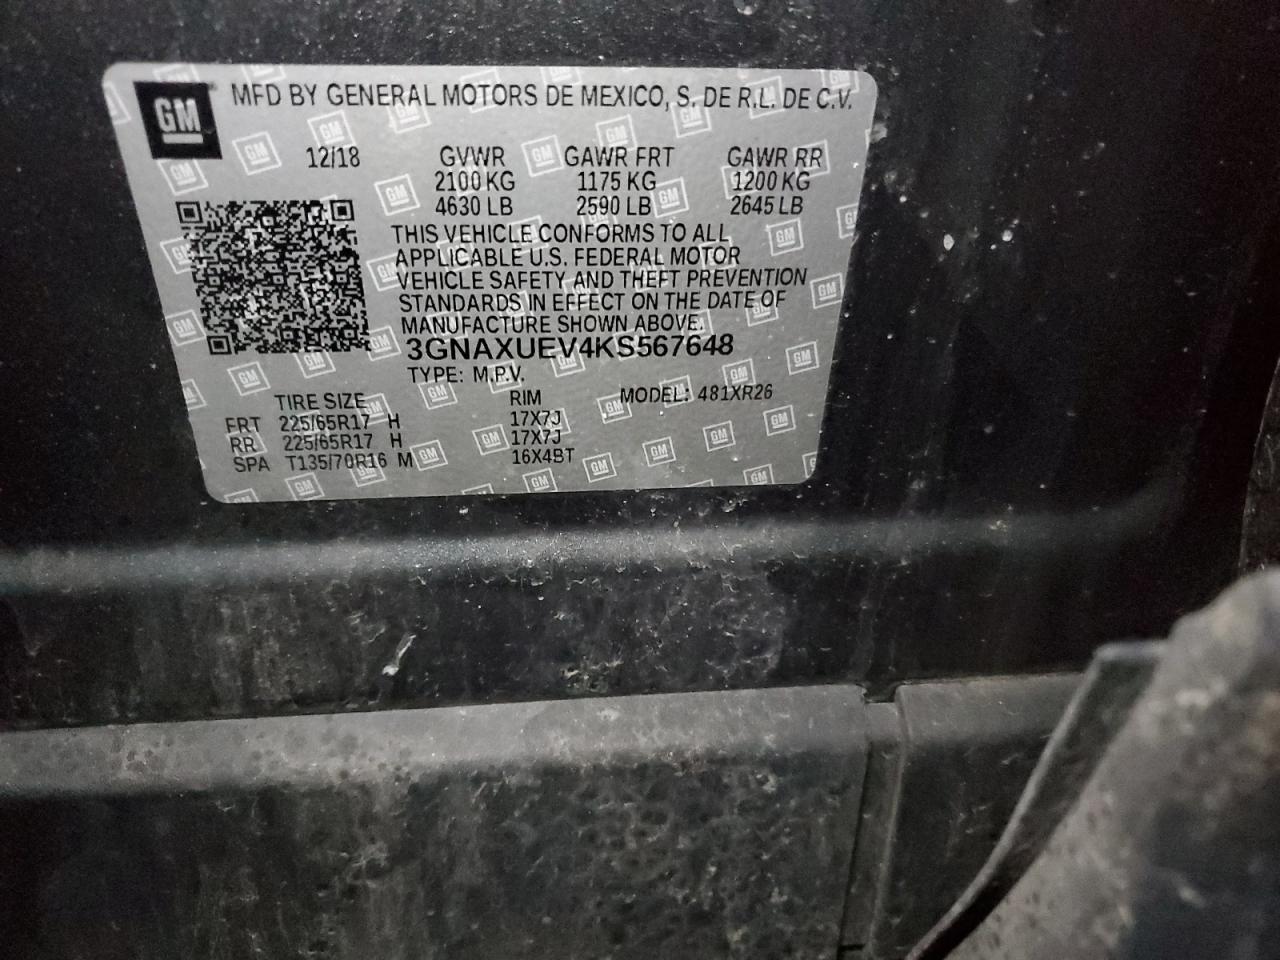 GM MFD BY GENERAL MOTORS DE MEXICO, S. DE R.L. DE C.V.
12/18 GVWR GAWR FRT GAWR RR
2100 KG 1175 KG 1200 KG
4630 LB 2590 LB 2645 LB
THIS VEHICLE CONFORMS TO ALL
APPLICABLE U.S. FEDERAL MOTOR
VEHICLE SAFETY AND THEFT PREVENTION
STANDARDS IN EFFECT ON THE DATE OF
MANUFACTURE SHOWN ABOVE.
3GNAXUEV4KS567648
TYPE: M.P.V.
TIRE SIZE RIM MODEL: 481XR26
FRT 225/65R17 H 17X7J
RR 225/65R17 H 17X7J
SPA T135/70R16 M 16X4BT